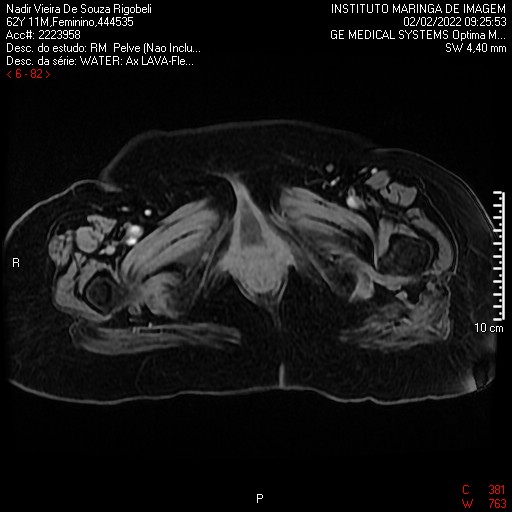 Nadir Vieira De Souza Rigobeli
62Y 11M,Feminino,444535
Acc#: 2223958
Desc. do estudo: RM Pelve (Nao Inclu...
Desc. da série: WATER: Ax LAVA-Fle...
< 6 - 82 >
INSTITUTO MARINGA DE IMAGEM
02/02/2022 09:25:53
GE MEDICAL SYSTEMS Optima M...
SW 4,40 mm
R
10 cm
P
C 381
W 763